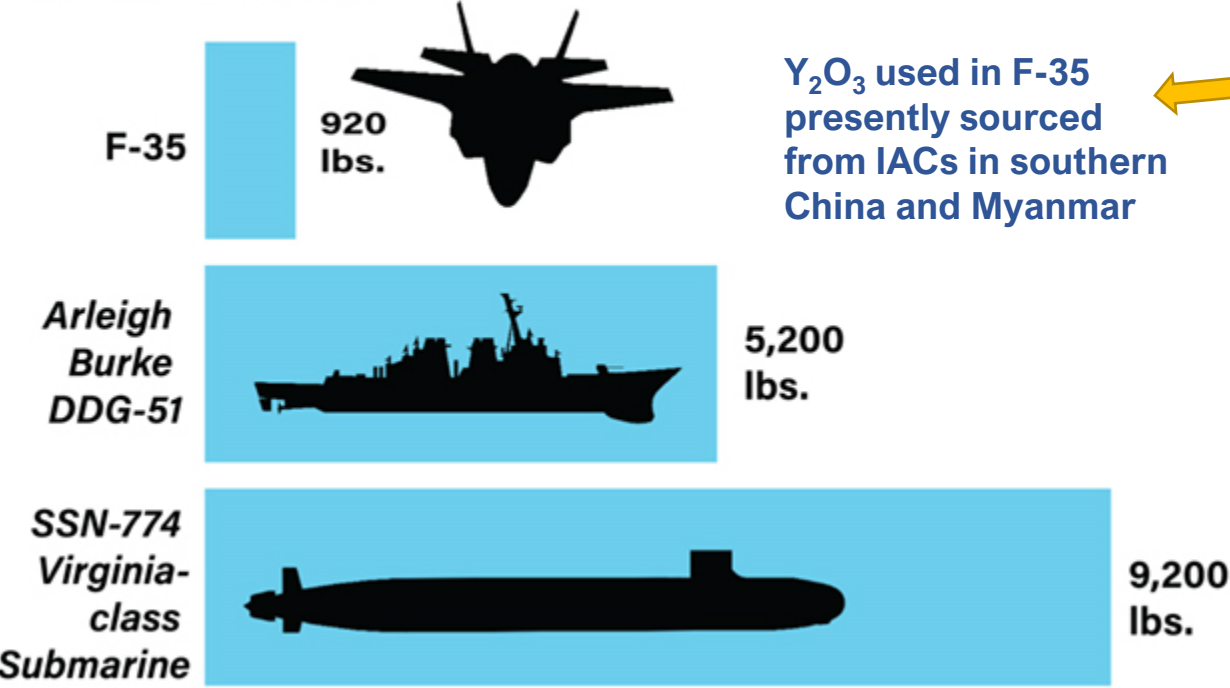 F-35
920
lbs.
Y₂O₃ used in F-35
presently sourced
from IACs in southern
China and Myanmar
Arleigh
Burke
DDG-51
5,200
lbs.
SSN-774
Virginia-
class
Submarine
9,200
lbs.